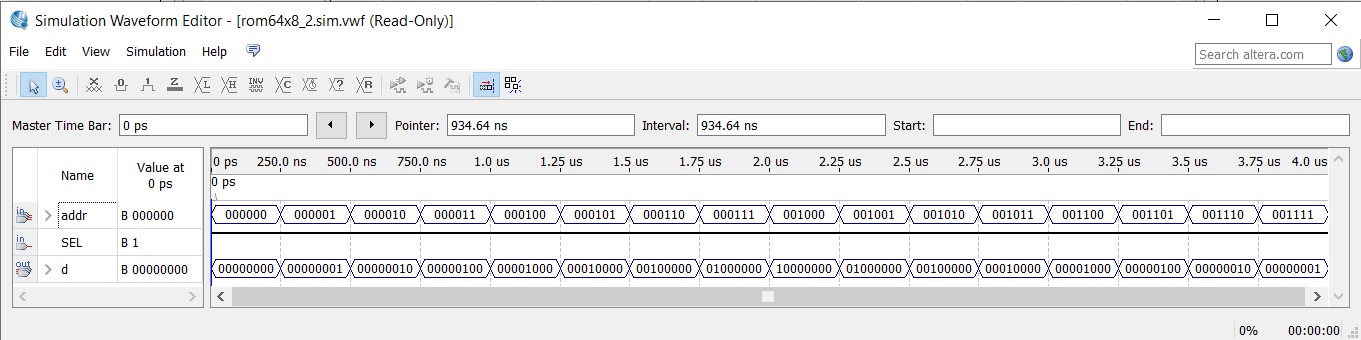 Simulation Waveform Editor - [rom64x8_2.sim.vwf (Read-Only)]
File Edit View Simulation Help
Search altera.com
Master Time Bar: 0 ps Pointer: 934.64 ns Interval: 934.64 ns Start: End:
Name Value at 0 ps 0 ps 250.0 ns 500.0 ns 750.0 ns 1.0 us 1.25 us 1.5 us 1.75 us 2.0 us 2.25 us 2.5 us 2.75 us 3.0 us 3.25 us 3.5 us 3.75 us 4.0 us
0 ps
in addr B 000000 000000 000001 000010 000011 000100 000101 000110 000111 001000 001001 001010 001011 001100 001101 001110 001111
in SEL B 1
out d B 00000000 00000000 00000001 00000010 00000100 00001000 00010000 00100000 01000000 10000000 01000000 00100000 00010000 00001000 00000100 00000010 00000001
0% 00:00:00